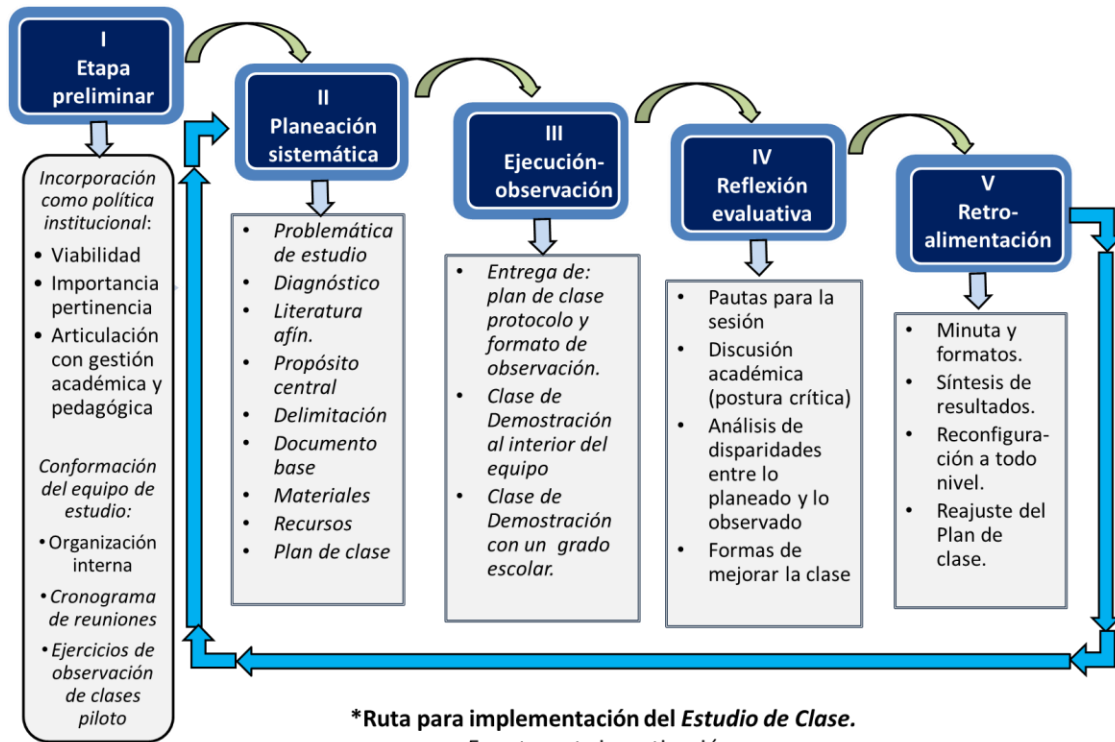 I
Etapa
preliminar
Incorporación
como política
institucional:
• Viabilidad
• Importancia
pertinencia
• Articulación
con gestión
académica y
pedagógica
Conformación
del equipo de
estudio:
• Organización
interna
• Cronograma
de reuniones
• Ejercicios de
observación
de clases
piloto
II
Planeación
sistemática
• Problemática
de estudio
• Diagnóstico
• Literatura
afín.
• Propósito
central
• Delimitación
• Documento
base
• Materiales
• Recursos
• Plan de clase
III
Ejecución-
observación
• Entrega de:
plan de clase
protocolo y
formato de
observación.
• Clase de
Demostración
al interior del
equipo
• Clase de
Demostración
con un grado
escolar.
IV
Reflexión
evaluativa
• Pautas para la
sesión
• Discusión
académica
(postura crítica)
• Análisis de
disparidades
entre lo
planeado y lo
observado
• Formas de
mejorar la clase
V
Retro-
alimentación
• Minuta y
formatos.
• Síntesis de
resultados.
• Reconfigura-
ción a todo
nivel.
• Reajuste del
Plan de
clase.
*Ruta para implementación del Estudio de Clase.